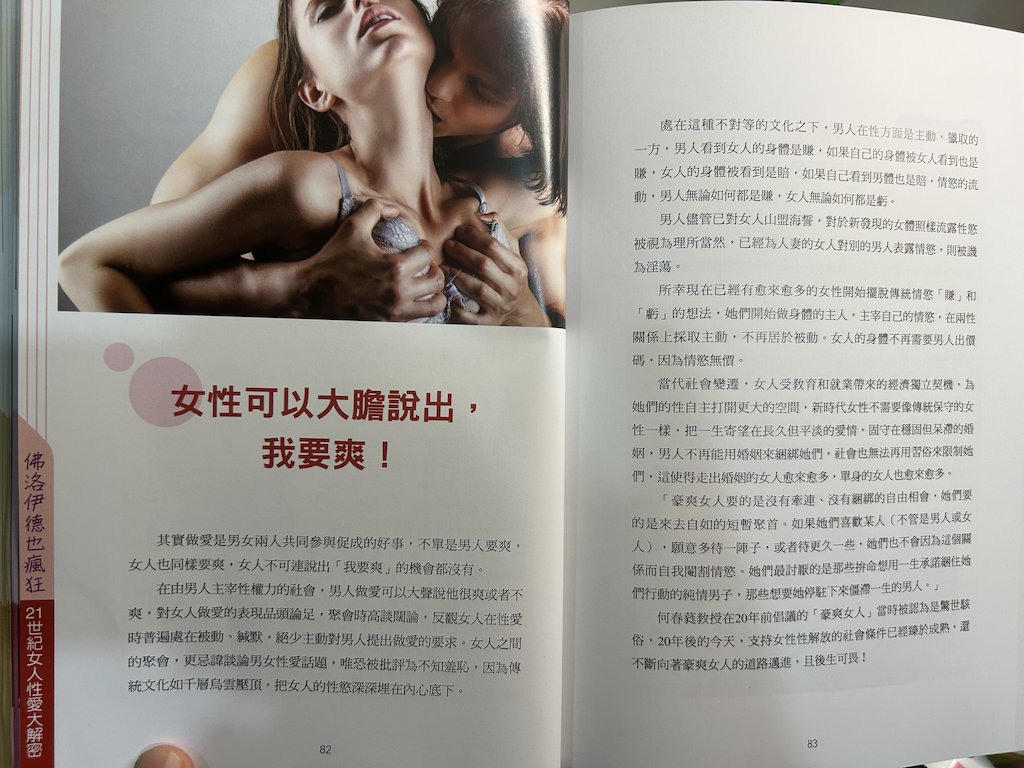 女性可以大膽說出，
我要爽！
其實做愛是男女兩人共同參與促成的好事，不單是男人要爽，
女人也同樣要爽，女人不可連說出「我要爽」的機會都沒有。
在由男人主宰性權力的社會，男人做愛可以大聲說他很爽或者不
爽，對女人做愛的表現品頭論足，聚會時高談闊論，反觀女人在性愛
時普遍處在被動、緘默，絕少主動對男人提出做愛的要求。女人之間
的聚會，更忌諱談論男女性愛話題，唯恐被批評為不知羞恥，因為傳
統文化如千層烏雲壓頂，把女人的性慾深深埋在內心底下。
82
佛洛伊德也瘋狂
21世紀女人性愛大解密
處在這種不對等的文化之下，男人在性方面是主動、獵取的
一方，男人看到女人的身體是賺，如果自己的身體被女人看到也是
賺，女人的身體被看到是賠，如果自己看到男體也是賠，情慾的流
動，男人無論如何都是賺，女人無論如何都是虧。
男人儘管已對女人山盟海誓，對於新發現的女體照樣流露性慾
被視為理所當然，已經為人妻的女人對別的男人表露情慾，則被譏
為淫蕩。
所幸現在已經有愈來愈多的女性開始擺脫傳統情慾「賺」和
「虧」的想法，她們開始做身體的主人，主宰自己的情慾，在兩性
關係上採取主動，不再居於被動。女人的身體不再需要男人出價
碼，因為情慾無價。
當代社會變遷，女人受教育和就業帶來的經濟獨立契機，為
她們的性自主打開更大的空間，新時代女性不需要像傳統保守的女
性一樣，把一生寄望在長久但平淡的愛情，固守在穩固但呆滯的婚
姻，男人不再能用婚姻來綑綁她們，社會也無法再用習俗來限制她
們，這使得走出婚姻的女人愈來愈多，單身的女人也愈來愈多。
「豪爽女人要的是沒有牽連、沒有綑綁的自由相會，她們要
的是來去自如的短暫聚首。如果她們喜歡某人（不管是男人或女
人），願意多待一陣子，或者待更久一些，她們也不會因為這個關
係而自我閹割情慾。她們最討厭的是那些拚命想用一生承諾綑住她
們行動的純情男子，那些想要她停駐下來僵滯一生的男人。」
何春蕤教授在20年前倡議的「豪爽女人」當時被認為是驚世駭
俗，20年後的今天，支持女性性解放的社會條件已經臻於成熟，還
不斷向著豪爽女人的道路邁進，且後生可畏！
83